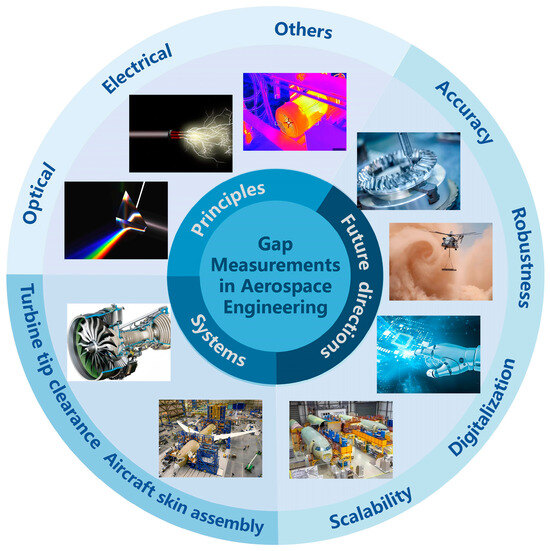 Others
Electrical
Optical
Accuracy
Robustness
Digitalization
Scalability
Aircraft skin assembly
Turbine tip clearance
Principles
Future directions
Systems
Gap
Measurements
in Aerospace
Engineering